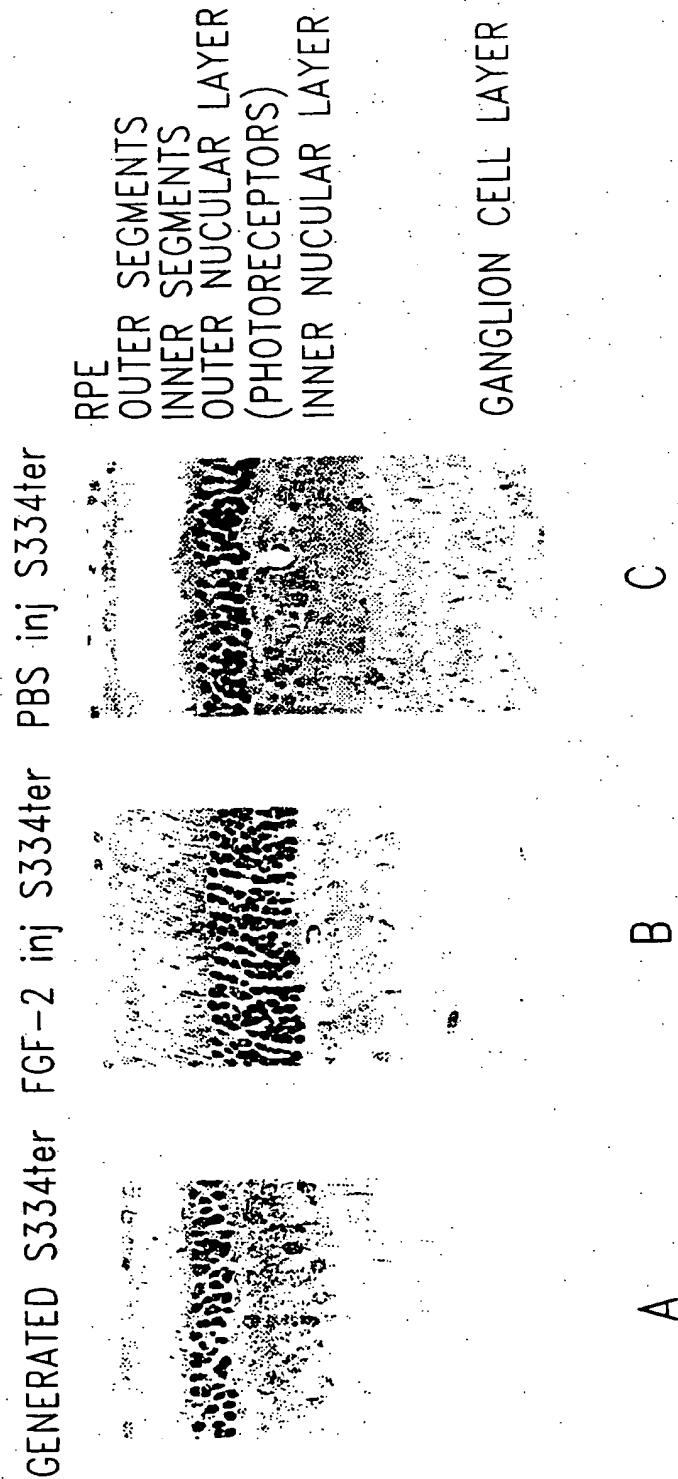 GENERATED S334ter
FGF-2 inj S334ter
PBS inj S334ter
RPE
OUTER SEGMENTS
INNER SEGMENTS
OUTER NUCULAR LAYER
(PHOTORECEPTORS)
INNER NUCULAR LAYER
GANGLION CELL LAYER
A
B
C